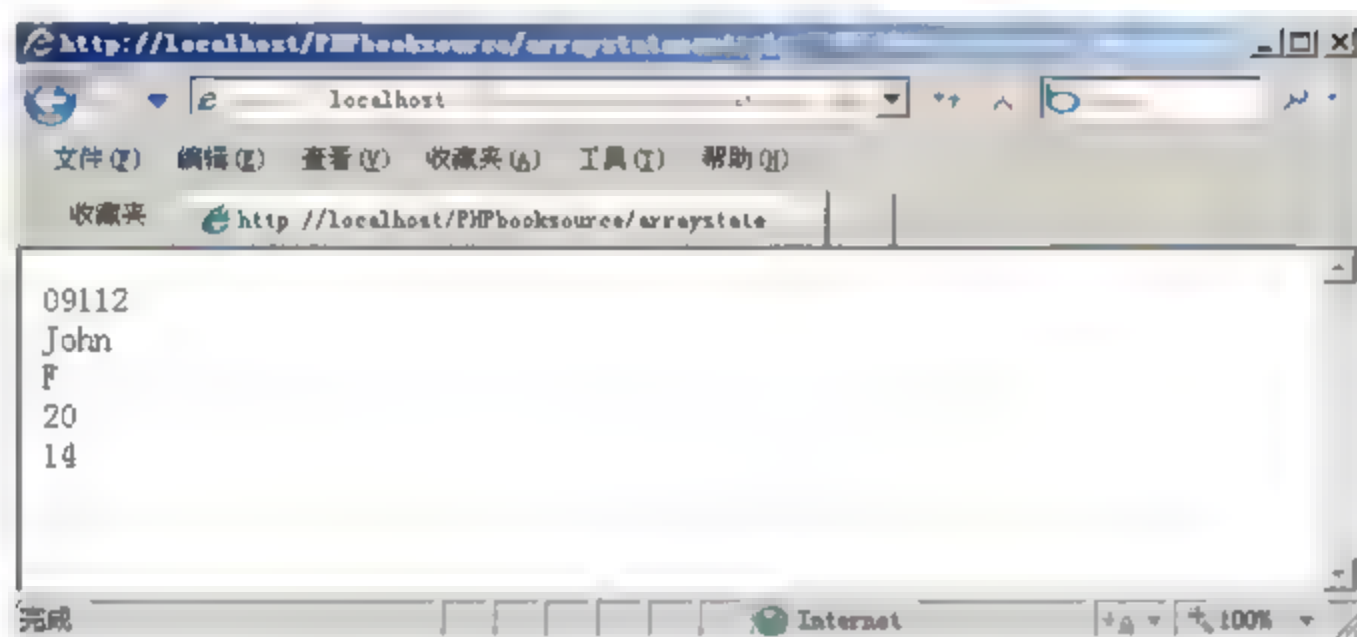 http://localhost/PHPbooksource/
localhost
文件(F) 编辑(E) 查看(V) 收藏夹(A) 工具(T) 帮助(H)
收藏夹 http //localhost/PHPbooksource/arraystate
09112
John
F
20
14
完成 Internet 100%